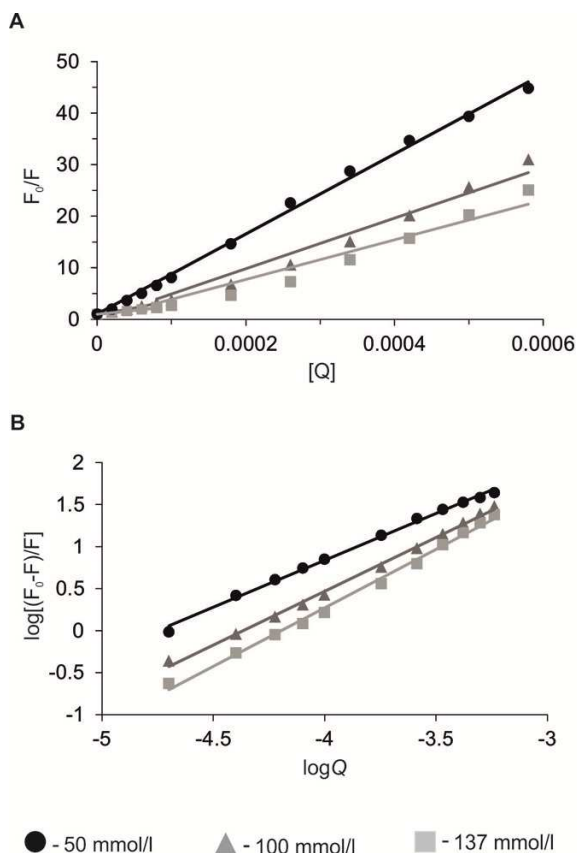 A
50
40
30
20
10
0
F₀/F
0 0.0002 0.0004 0.0006
[Q]
B
2
1.5
1
0.5
0
-0.5
-1
log[(F₀-F)/F]
-5 -4.5 -4 -3.5 -3
logQ
- 50 mmol/l - 100 mmol/l - 137 mmol/l